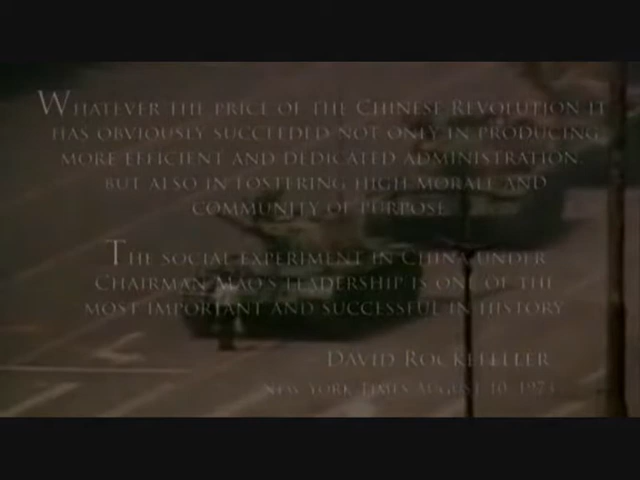 WHATEVER THE PRICE OF THE CHINESE REVOLUTION IT
HAS OBVIOUSLY SUCCEEDED NOT ONLY IN PRODUCING
MORE EFFICIENT AND DEDICATED ADMINISTRATION
BUT ALSO IN FOSTERING HIGH MORALE AND
COMMUNITY OF PURPOSE
THE SOCIAL EXPERIMENT IN CHINA UNDER
CHAIRMAN MAO'S LEADERSHIP IS ONE OF THE
MOST IMPORTANT AND SUCCESSFUL IN HISTORY
DAVID ROCKEFELLER
NEW YORK TIMES AUGUST 10, 1973